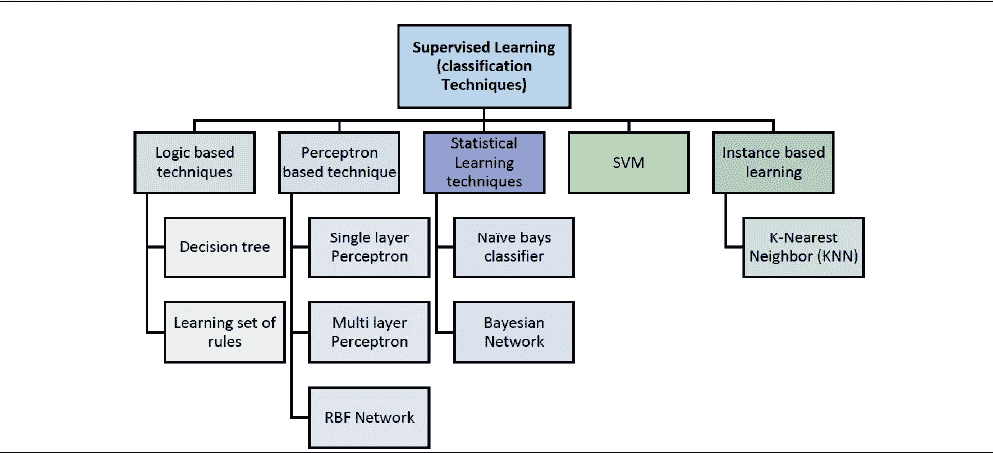 Supervised Learning
(classification
Techniques)
Logic based
techniques
Perceptron
based technique
Statistical
Learning
techniques
SVM
Instance based
learning
Decision tree
Single layer
Perceptron
Naïve bays
classifier
K-Nearest
Neighbor (KNN)
Learning set of
rules
Multi layer
Perceptron
Bayesian
Network
RBF Network